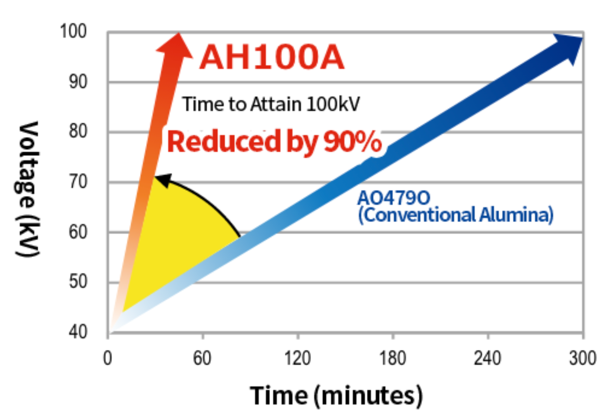 100
90
80
70
60
50
40
Voltage (kV)
AH100A
Time to Attain 100kV
Reduced by 90%
AO479O
(Conventional Alumina)
0 60 120 180 240 300
Time (minutes)